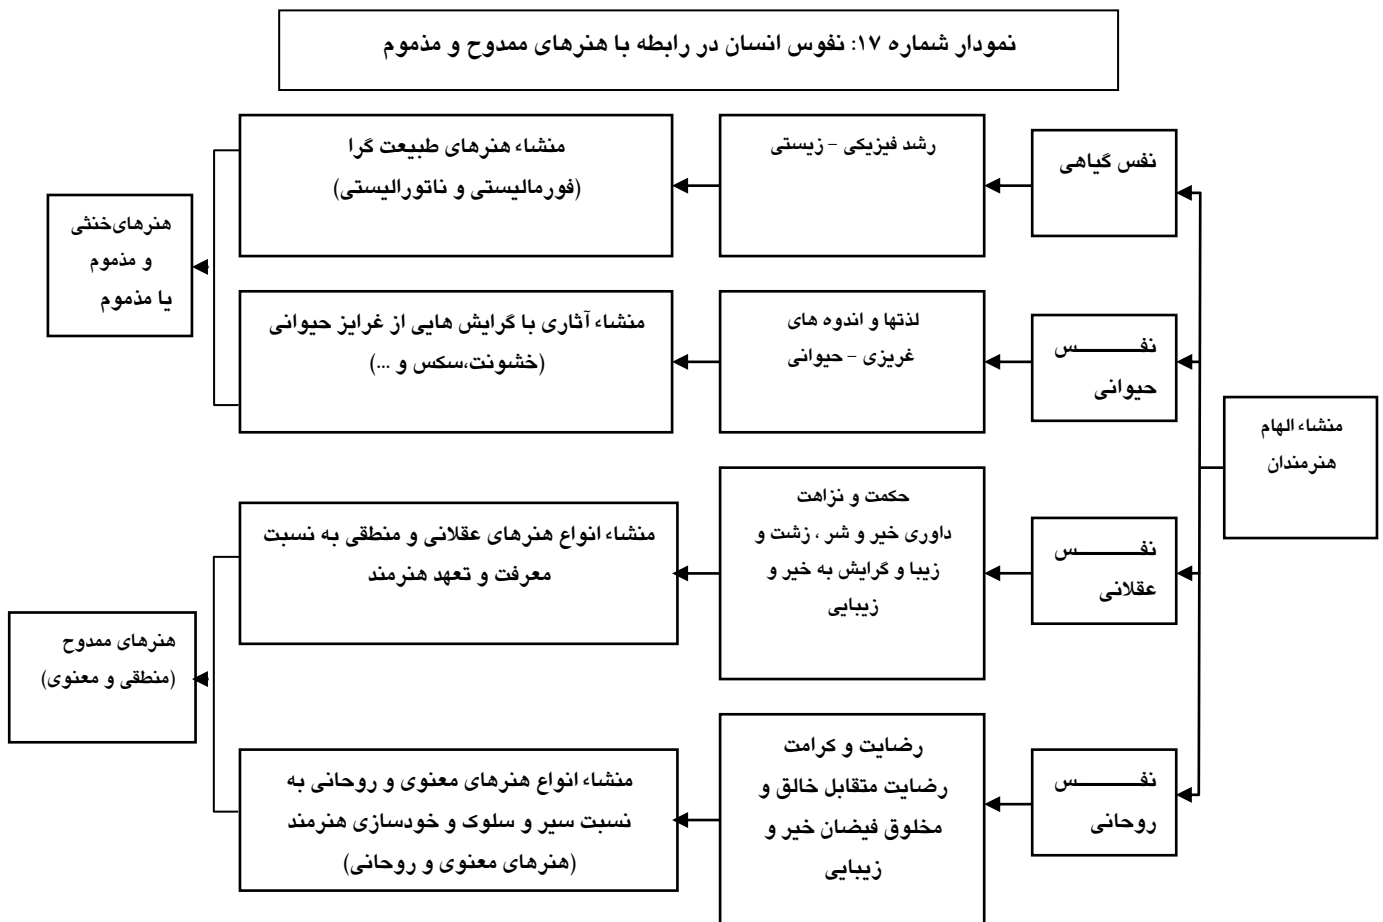 نمودار شماره ۱۷: نفوس انسان در رابطه با هنرهای ممدوح و مذموم
منشاء الهام
هنرمندان
نفس گیاهی
رشد فیزیکی - زیستی
منشاء هنرهای طبیعت گرا
(فورمالیستی و ناتورالیستی)
نفــــــــس
حیوانی
لذتها و اندوه های
غریزی - حیوانی
منشاء آثاری با گرایش هایی از غرایز حیوانی
(خشونت،سکس و ...)
هنرهای‌خنثی
و مذموم
یا مذموم
نفــــــــس
عقلانی
حکمت و نزاهت
داوری خیر و شر ، زشت و
زیبا و گرایش به خیر و
زیبایی
منشاء انواع هنرهای عقلانی و منطقی به نسبت
معرفت و تعهد هنرمند
نفــــــــس
روحانی
رضایت و کرامت
رضایت متقابل خالق و
مخلوق فیضان خیر و
زیبایی
منشاء انواع هنرهای معنوی و روحانی به
نسبت سیر و سلوک و خودسازی هنرمند
(هنرهای معنوی و روحانی)
هنرهای ممدوح
(منطقی و معنوی)